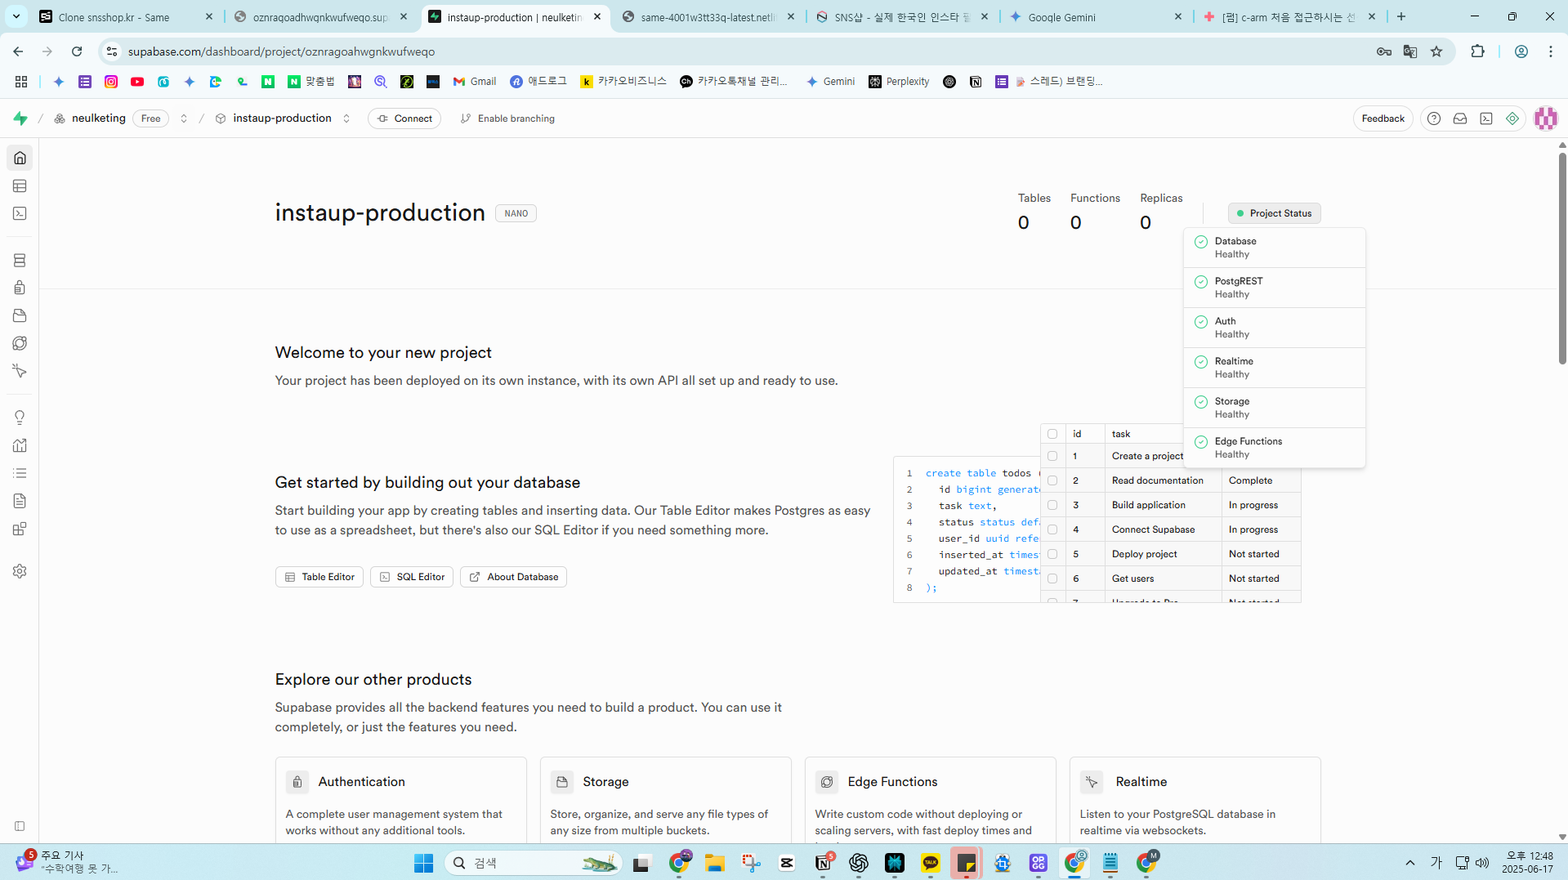 Clone snsshop.kr - Same
oznraqoadhwqnkwufweqo.sup
instaup-production | neulketin
same-4001w3tt33q-latest.netli
SNS샵 - 실제 한국인 인스타 팔
Google Gemini
[펌] c-arm 처음 접근하시는 선
supabase.com/dashboard/project/oznragoahwgnkwufweqo
맞춤법
Gmail
애드로그
카카오비즈니스
카카오톡채널 관리...
Gemini
Perplexity
스레드) 브랜딩...
neulketing
Free
instaup-production
Connect
Enable branching
Feedback
instaup-production
NANO
Tables
Functions
Replicas
0
0
0
Project Status
Database
Healthy
PostgREST
Healthy
Auth
Healthy
Realtime
Healthy
Storage
Healthy
Edge Functions
Healthy
Welcome to your new project
Your project has been deployed on its own instance, with its own API all set up and ready to use.
Get started by building out your database
Start building your app by creating tables and inserting data. Our Table Editor makes Postgres as easy
to use as a spreadsheet, but there's also our SQL Editor if you need something more.
Table Editor
SQL Editor
About Database
1 create table todos (
2 id bigint generate
3 task text,
4 status status def
5 user_id uuid refe
6 inserted_at times
7 updated_at timest
8 );
id task
1 Create a project
2 Read documentation Complete
3 Build application In progress
4 Connect Supabase In progress
5 Deploy project Not started
6 Get users Not started
7 Upgrade to Pro Not started
Explore our other products
Supabase provides all the backend features you need to build a product. You can use it
completely, or just the features you need.
Authentication
A complete user management system that
works without any additional tools.
Storage
Store, organize, and serve any file types of
any size from multiple buckets.
Edge Functions
Write custom code without deploying or
scaling servers, with fast deploy times and
Realtime
Listen to your PostgreSQL database in
realtime via websockets.
5
주요 기사
"수학여행 못 가...
검색
가
오후 12:48
2025-06-17